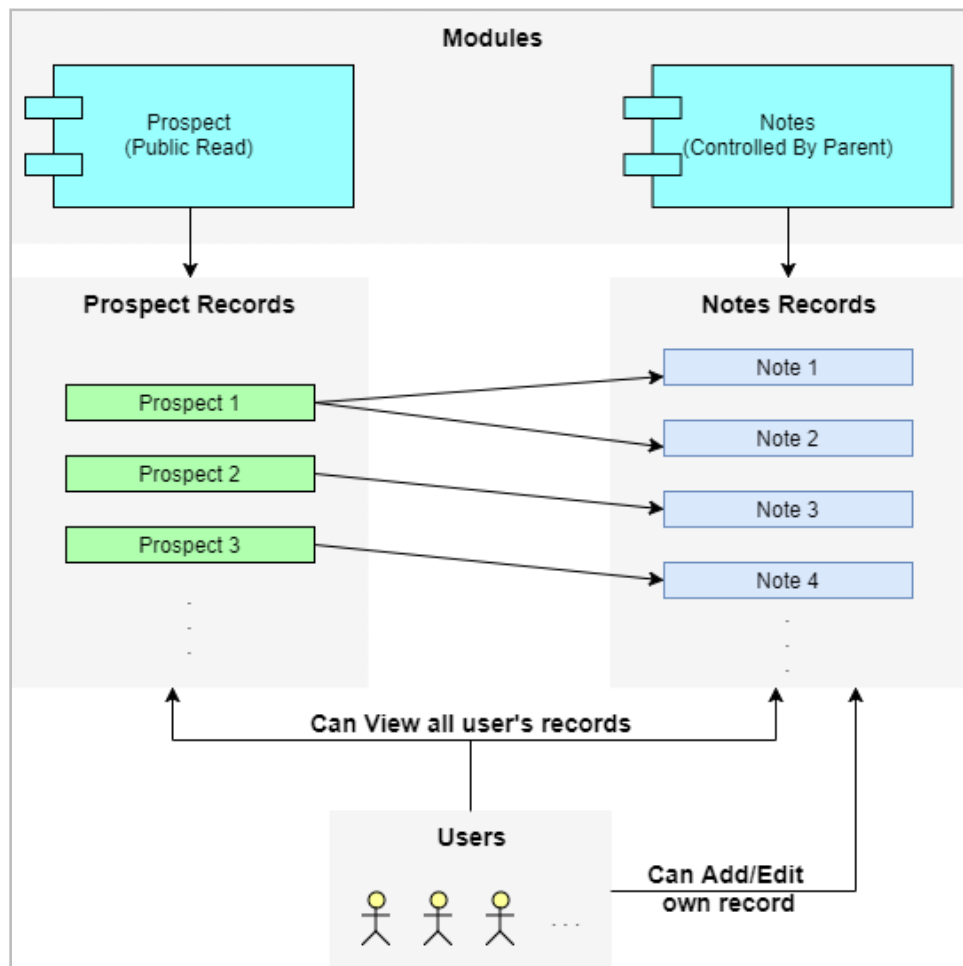 Modules
Prospect
(Public Read)
Notes
(Controlled By Parent)
Prospect Records
Prospect 1
Prospect 2
Prospect 3
.
.
.
Notes Records
Note 1
Note 2
Note 3
Note 4
.
.
.
Can View all user's records
Users
. . .
Can Add/Edit
own record